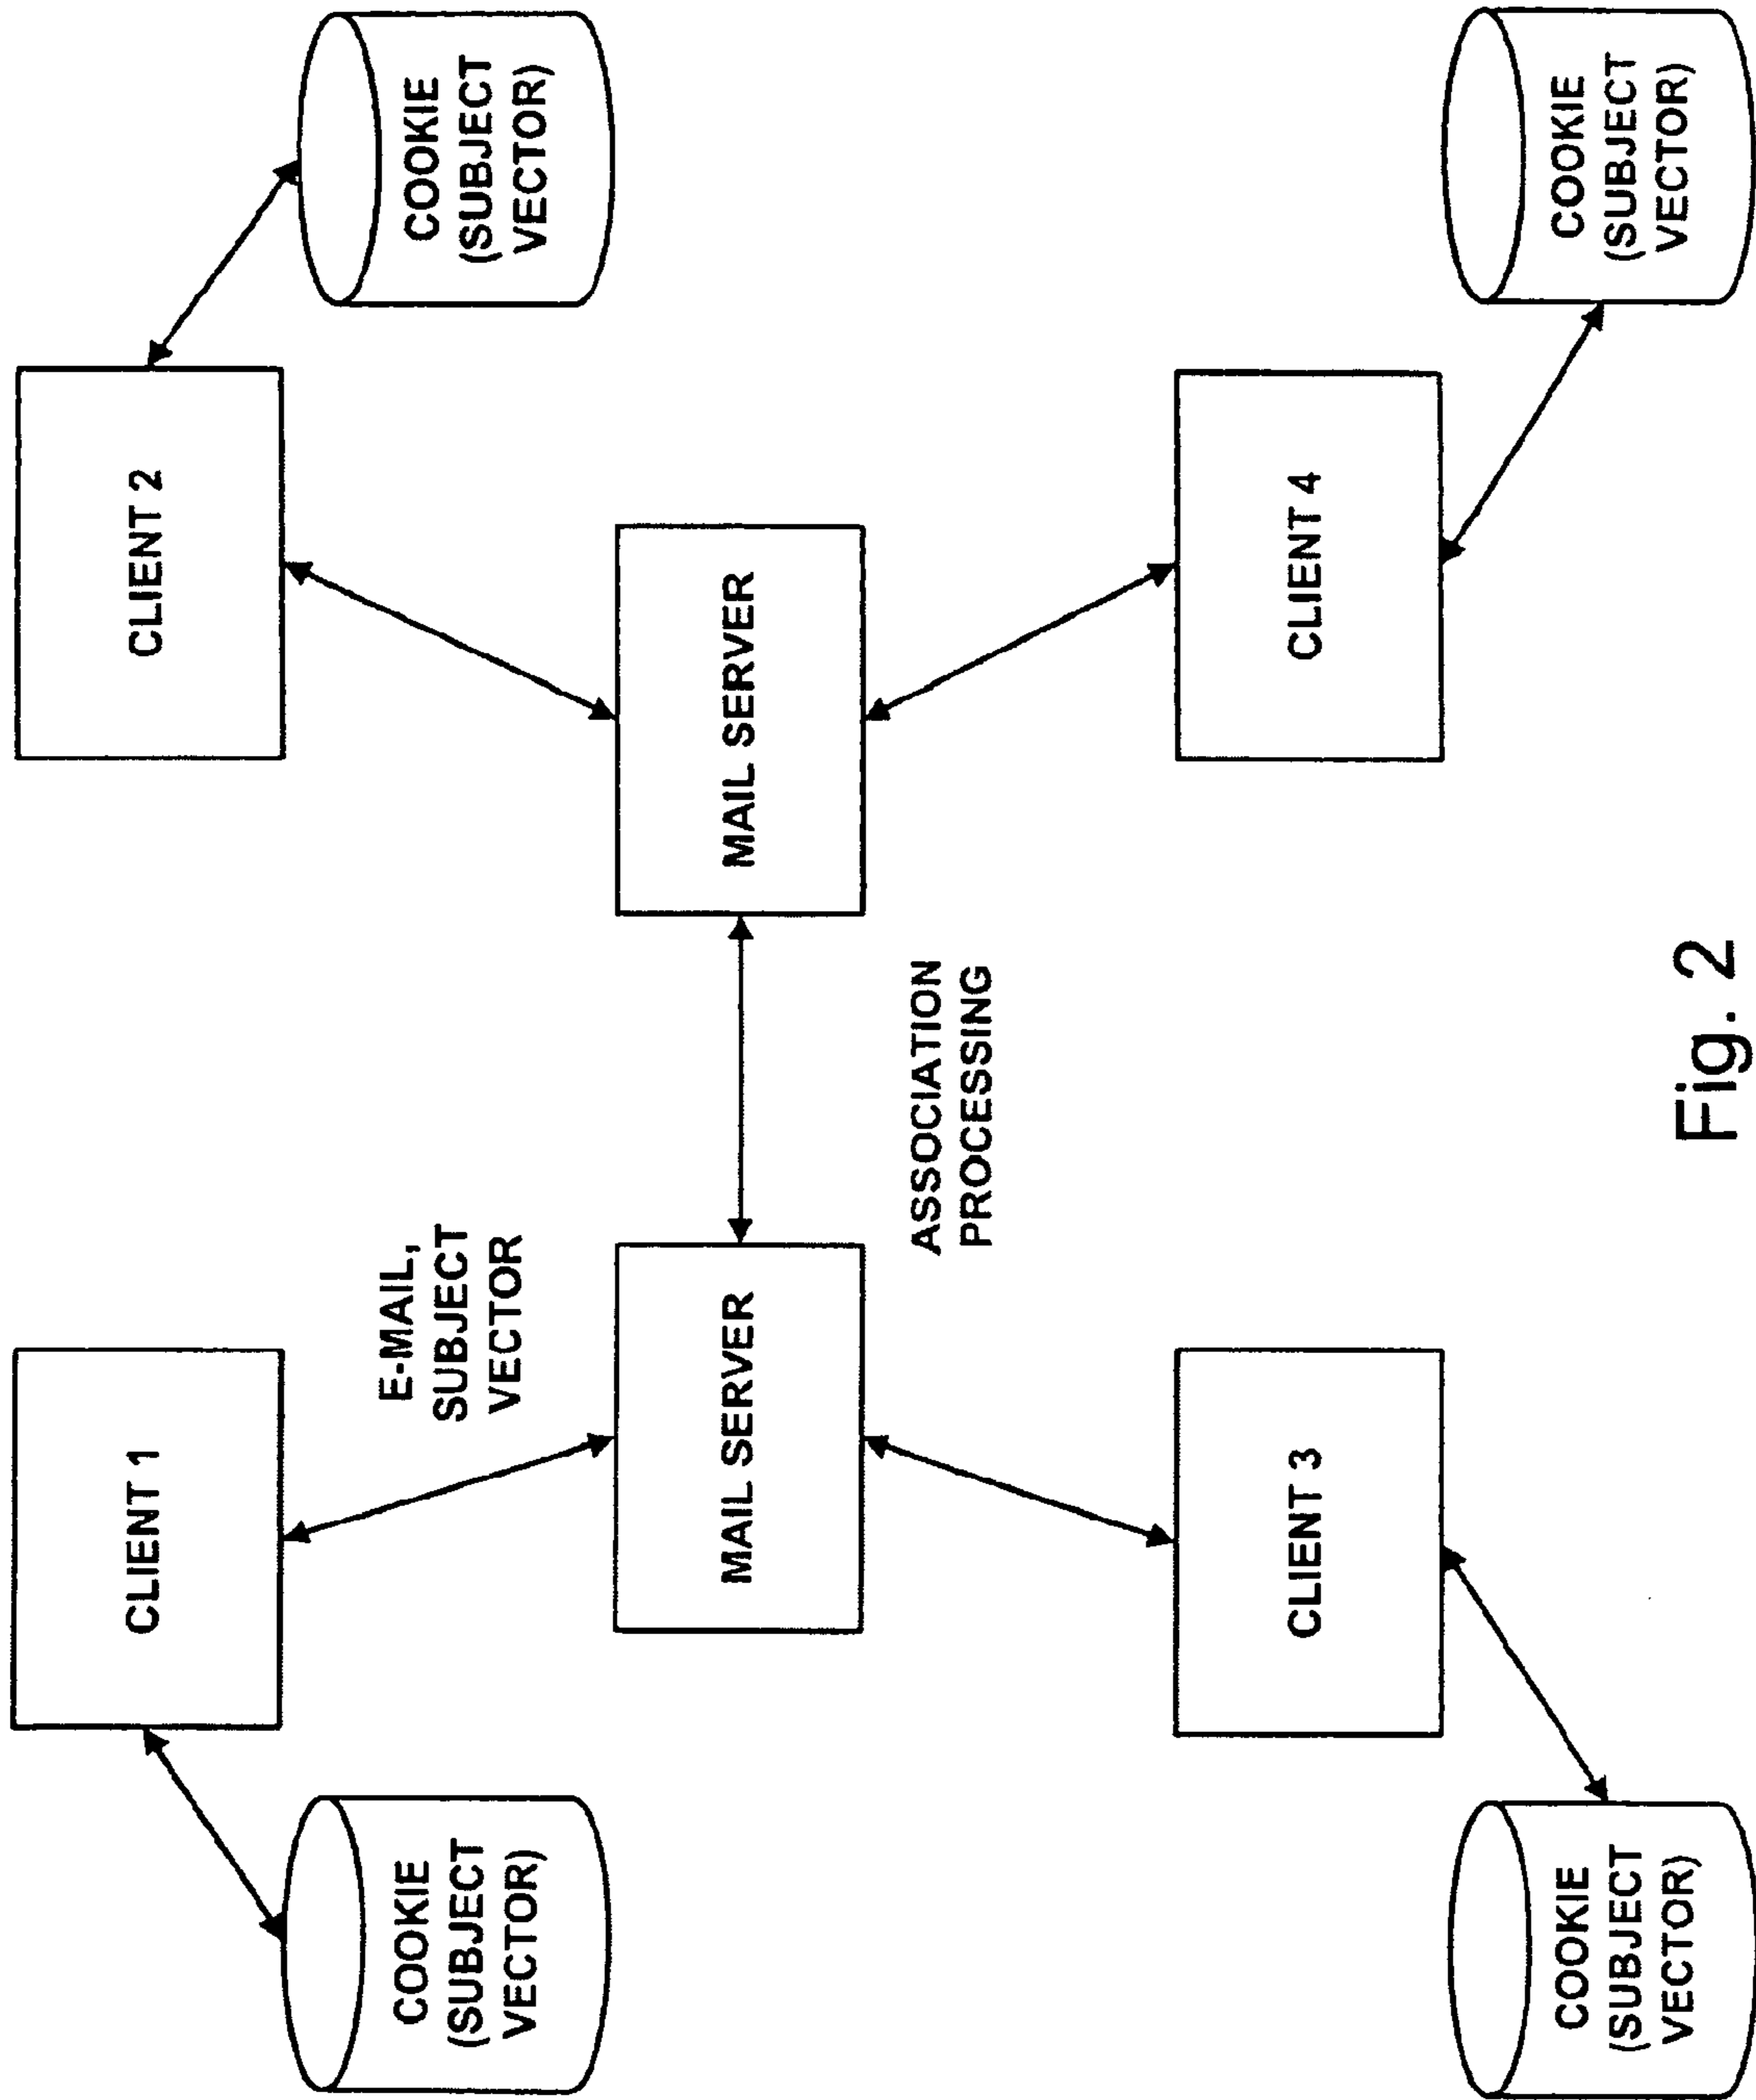 CLIENT 1
CLIENT 2
COOKIE
(SUBJECT
VECTOR)
E-MAIL,
SUBJECT
VECTOR
COOKIE
(SUBJECT
VECTOR)
MAIL SERVER
MAIL SERVER
ASSOCIATION
PROCESSING
CLIENT 3
CLIENT 4
COOKIE
(SUBJECT
VECTOR)
COOKIE
(SUBJECT
VECTOR)
Fig. 2